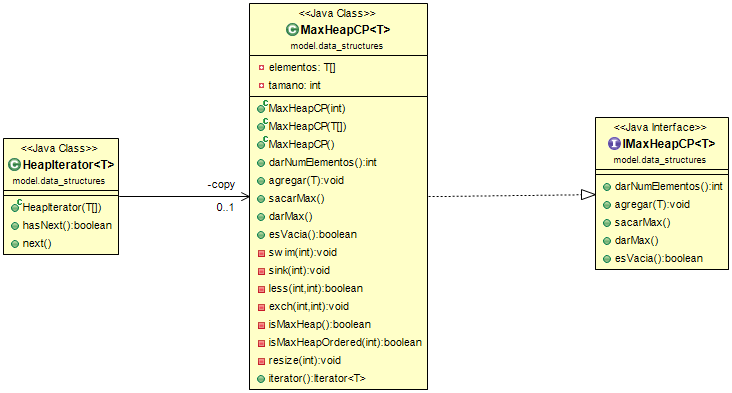 <<Java Class>>
HeapIterator<T>
model.data_structures
HeapIterator(T[])
hasNext():boolean
next()
-copy
0..1
<<Java Class>>
MaxHeapCP<T>
model.data_structures
elementos: T[]
tamano: int
MaxHeapCP(int)
MaxHeapCP(T[])
MaxHeapCP()
darNumElementos():int
agregar(T):void
sacarMax()
darMax()
esVacia():boolean
swim(int):void
sink(int):void
less(int,int):boolean
exch(int,int):void
isMaxHeap():boolean
isMaxHeapOrdered(int):boolean
resize(int):void
iterator():Iterator<T>
<<Java Interface>>
IMaxHeapCP<T>
model.data_structures
darNumElementos():int
agregar(T):void
sacarMax()
darMax()
esVacia():boolean